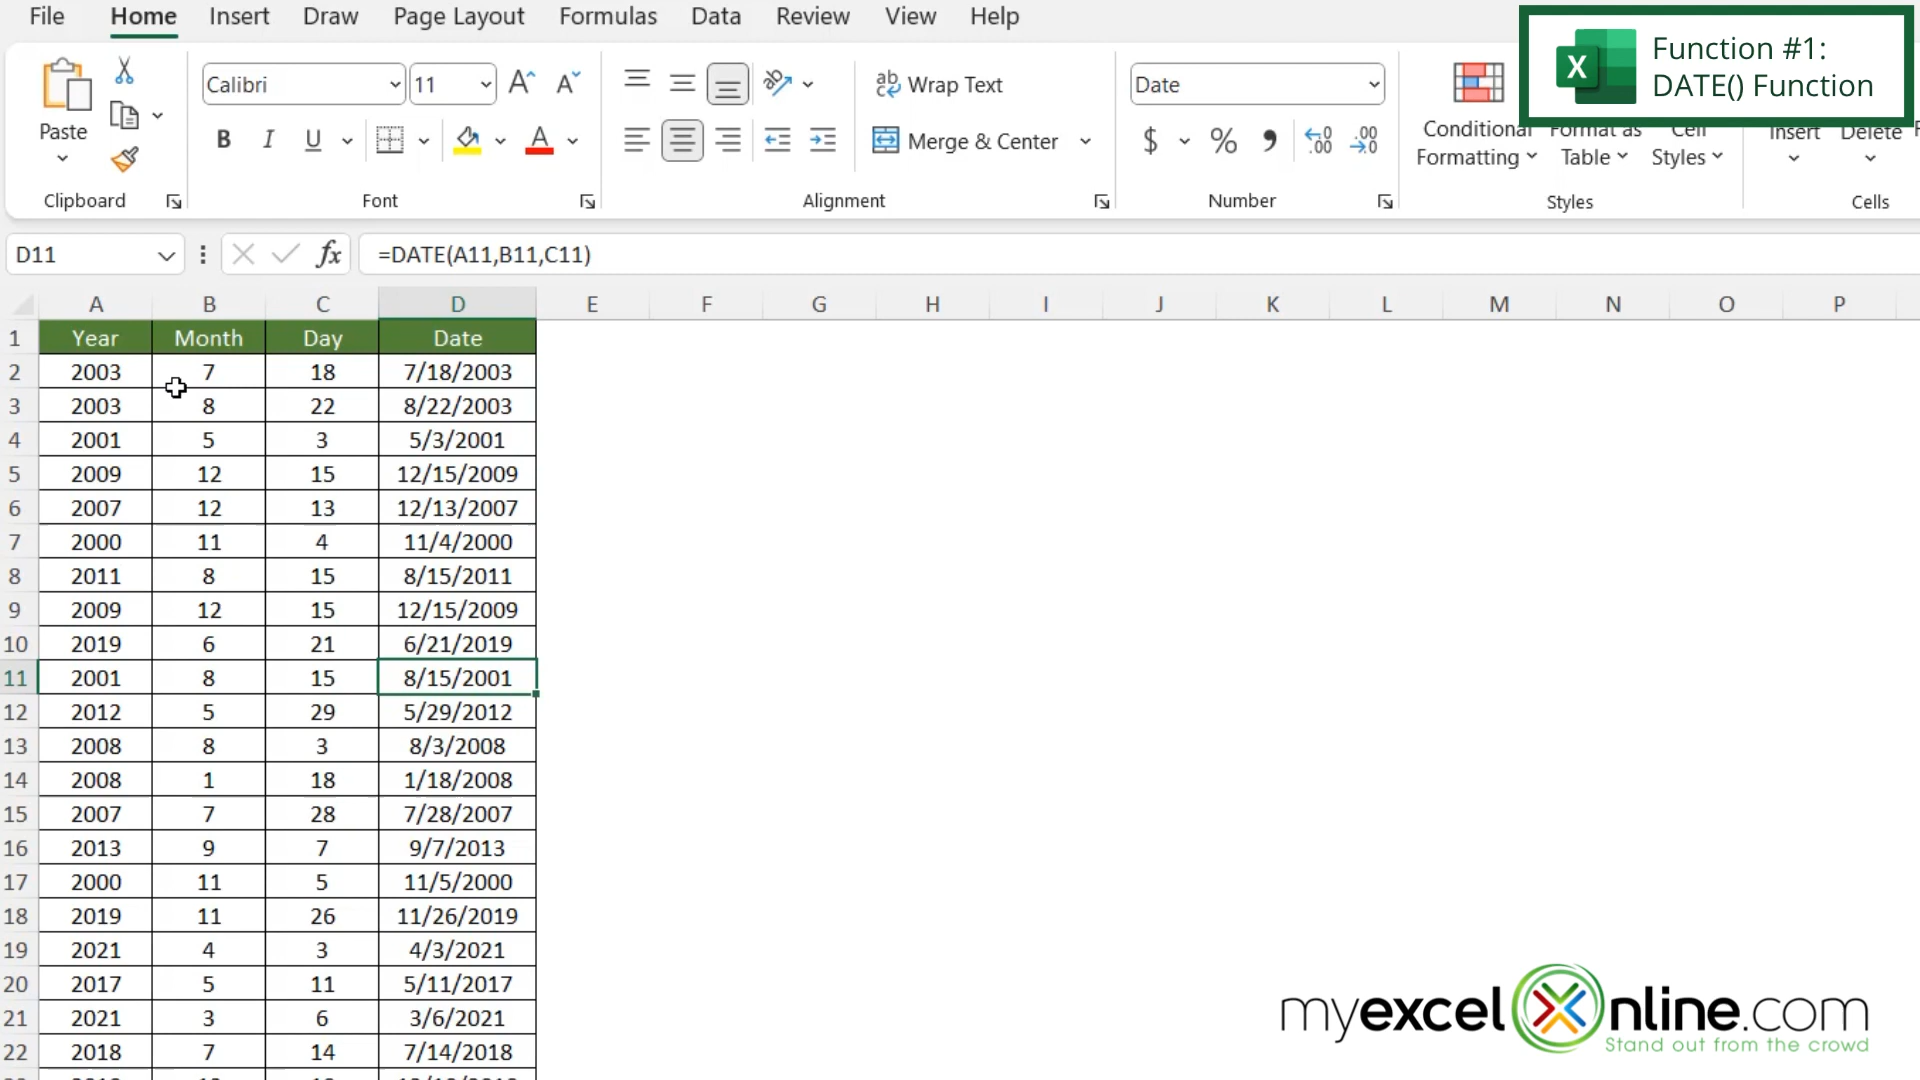 File Home Insert Draw Page Layout Formulas Data Review View Help
Function #1:
DATE() Function
Calibri 11 Wrap Text Date
Paste B I U Merge & Center $ % , Conditional Formatting Format as Table Cell Styles Insert Delete
Clipboard Font Alignment Number Styles Cells
D11 fx =DATE(A11,B11,C11)
A B C D E F G H I J K L M N O P
1 Year Month Day Date
2 2003 7 18 7/18/2003
3 2003 8 22 8/22/2003
4 2001 5 3 5/3/2001
5 2009 12 15 12/15/2009
6 2007 12 13 12/13/2007
7 2000 11 4 11/4/2000
8 2011 8 15 8/15/2011
9 2009 12 15 12/15/2009
10 2019 6 21 6/21/2019
11 2001 8 15 8/15/2001
12 2012 5 29 5/29/2012
13 2008 8 3 8/3/2008
14 2008 1 18 1/18/2008
15 2007 7 28 7/28/2007
16 2013 9 7 9/7/2013
17 2000 11 5 11/5/2000
18 2019 11 26 11/26/2019
19 2021 4 3 4/3/2021
20 2017 5 11 5/11/2017
21 2021 3 6 3/6/2021
22 2018 7 14 7/14/2018
myexcelOnline.com
Stand out from the crowd